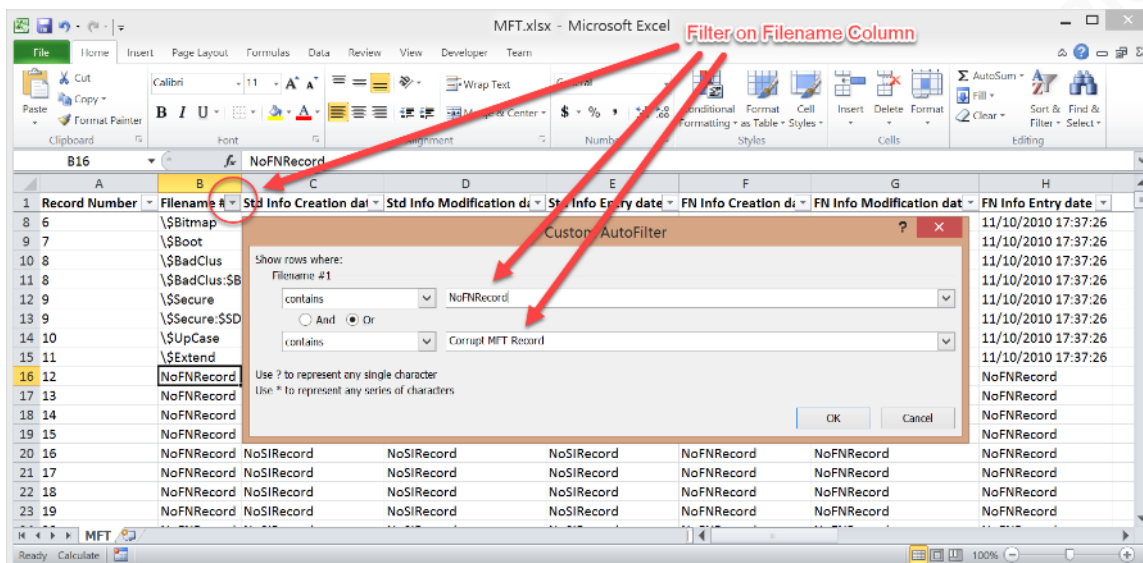 MFT.xlsx - Microsoft Excel
Filter on Filename Column
File Home Insert Page Layout Formulas Data Review View Developer Team
Cut
Copy
Format Painter
Paste
Calibri 11
Wrap Text
Conditional Formatting
Format as Table
Cell Styles
Insert Delete Format
AutoSum
Fill
Clear
Sort & Filter
Find & Select
Clipboard Font Styles Cells Editing
B16 fx NoFNRecord
A B C D E F G H
1 Record Number Filename # Std Info Creation dat Std Info Modification da Std Info Entry date FN Info Creation da FN Info Modification dat FN Info Entry date
8 6 \$Bitmap 11/10/2010 17:37:26
9 7 \$Boot 11/10/2010 17:37:26
10 8 \$BadClus 11/10/2010 17:37:26
11 8 \$BadClus:$B 11/10/2010 17:37:26
12 9 \$Secure 11/10/2010 17:37:26
13 9 \$Secure:$SD 11/10/2010 17:37:26
14 10 \$UpCase 11/10/2010 17:37:26
15 11 \$Extend 11/10/2010 17:37:26
16 12 NoFNRecord NoFNRecord
17 13 NoFNRecord NoFNRecord
18 14 NoFNRecord NoFNRecord
19 15 NoFNRecord NoFNRecord
20 16 NoFNRecord NoSIRecord NoSIRecord NoSIRecord NoFNRecord NoFNRecord NoFNRecord
21 17 NoFNRecord NoSIRecord NoSIRecord NoSIRecord NoFNRecord NoFNRecord NoFNRecord
22 18 NoFNRecord NoSIRecord NoSIRecord NoSIRecord NoFNRecord NoFNRecord NoFNRecord
23 19 NoFNRecord NoSIRecord NoSIRecord NoSIRecord NoFNRecord NoFNRecord NoFNRecord
Custom AutoFilter
Show rows where:
Filename #1
contains NoFNRecord
And Or
contains Corrupt MFT Record
Use ? to represent any single character
Use * to represent any series of characters
OK Cancel
MFT
Ready Calculate 100%